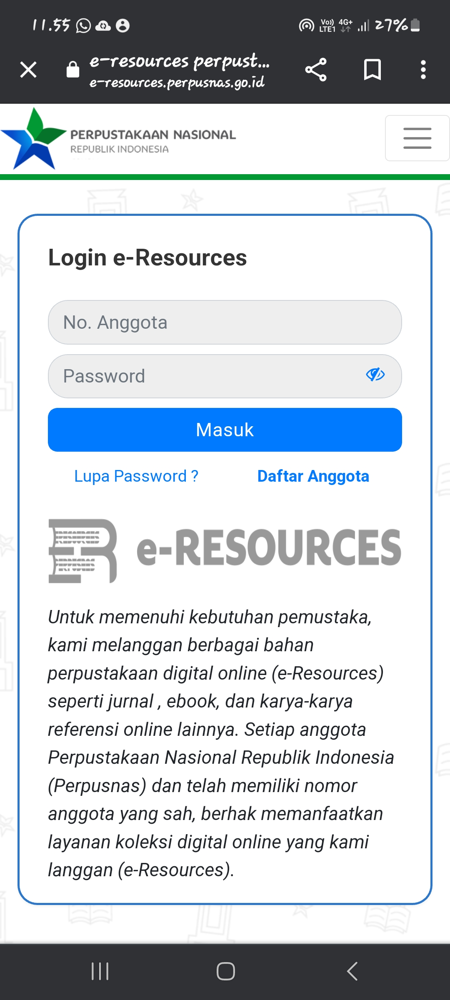 11.55
Vo)) LTE1 4G+ 27%
e-resources perpust...
e-resources.perpusnas.go.id
PERPUSTAKAAN NASIONAL
REPUBLIK INDONESIA
Login e-Resources
No. Anggota
Password
Masuk
Lupa Password ? Daftar Anggota
RESOURCES
PERPUSNAS
e-RESOURCES
Untuk memenuhi kebutuhan pemustaka,
kami melanggan berbagai bahan
perpustakaan digital online (e-Resources)
seperti jurnal , ebook, dan karya-karya
referensi online lainnya. Setiap anggota
Perpustakaan Nasional Republik Indonesia
(Perpusnas) dan telah memiliki nomor
anggota yang sah, berhak memanfaatkan
layanan koleksi digital online yang kami
langgan (e-Resources).